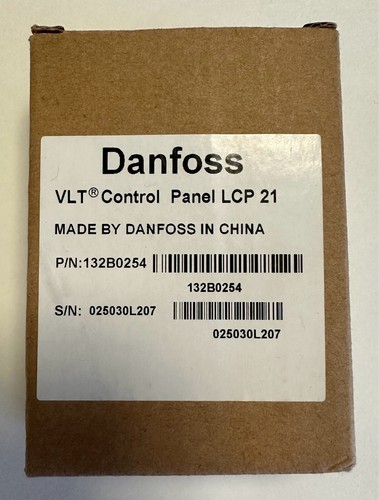 Danfoss
VLT® Control Panel LCP 21
MADE BY DANFOSS IN CHINA
P/N:132B0254
132B0254
S/N: 025030L207
025030L207